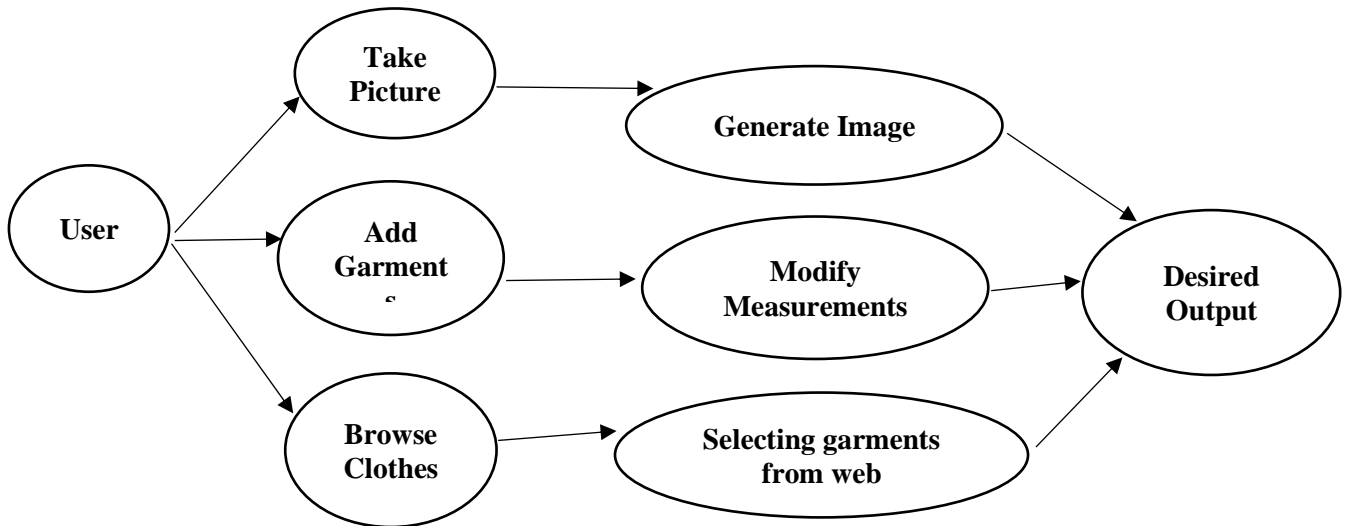 Take
Picture
Generate Image
User
Add
Garment
s
Modify
Measurements
Desired
Output
Browse
Clothes
Selecting garments
from web